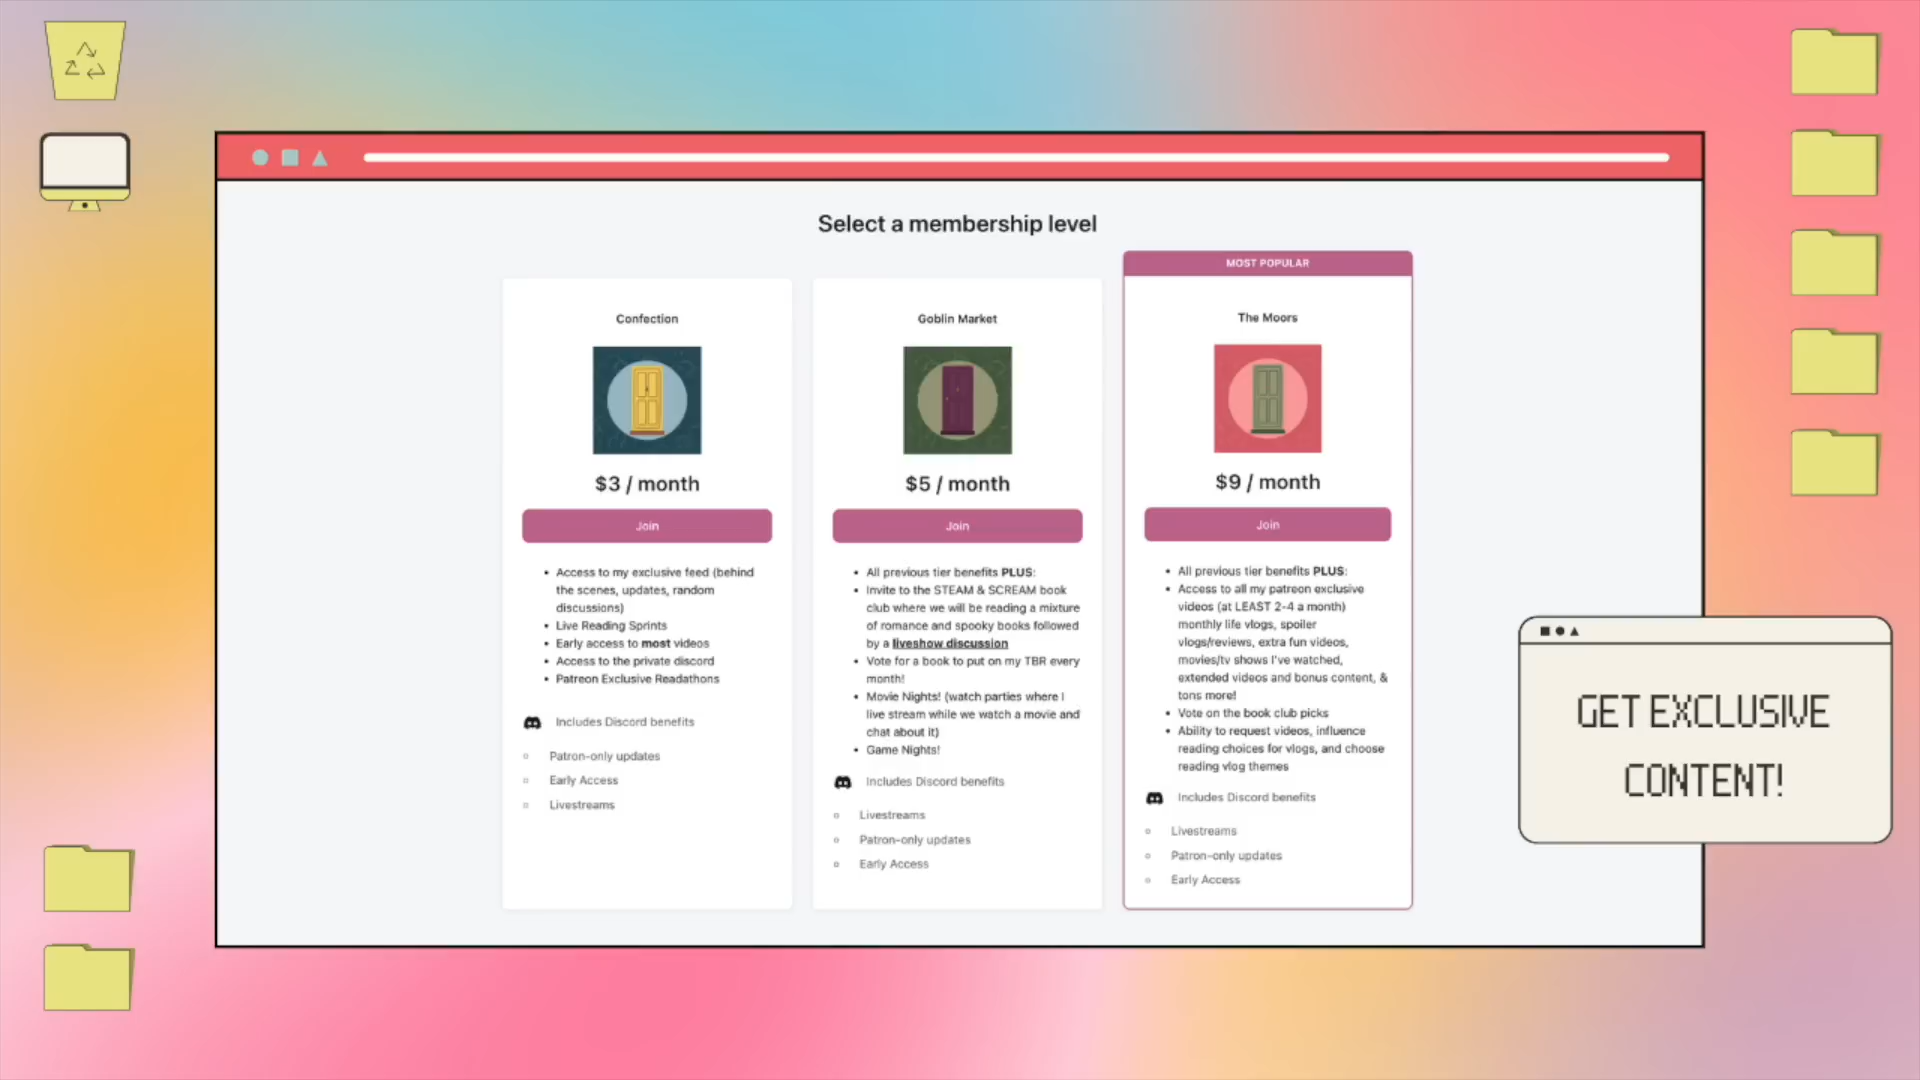 Select a membership level
Confection
$3 / month
Join
• Access to my exclusive feed (behind
the scenes, updates, random
discussions)
• Live Reading Sprints
• Early access to most videos
• Access to the private discord
• Patreon Exclusive Readathons
Includes Discord benefits
Patron-only updates
Early Access
Livestreams
Goblin Market
$5 / month
Join
• All previous tier benefits PLUS:
• Invite to the STEAM & SCREAM book
club where we will be reading a mixture
of romance and spooky books followed
by a liveshow discussion
• Vote for a book to put on my TBR every
month!
• Movie Nights! (watch parties where I
live stream while we watch a movie and
chat about it)
• Game Nights!
Includes Discord benefits
Livestreams
Patron-only updates
Early Access
MOST POPULAR
The Moors
$9 / month
Join
• All previous tier benefits PLUS:
• Access to all my patreon exclusive
videos (at LEAST 2-4 a month)
monthly life vlogs, spoiler
vlogs/reviews, extra fun videos,
movies/tv shows I've watched,
extended videos and bonus content, &
tons more!
• Vote on the book club picks
• Ability to request videos, influence
reading choices for vlogs, and choose
reading vlog themes
Includes Discord benefits
Livestreams
Patron-only updates
Early Access
GET EXCLUSIVE
CONTENT!